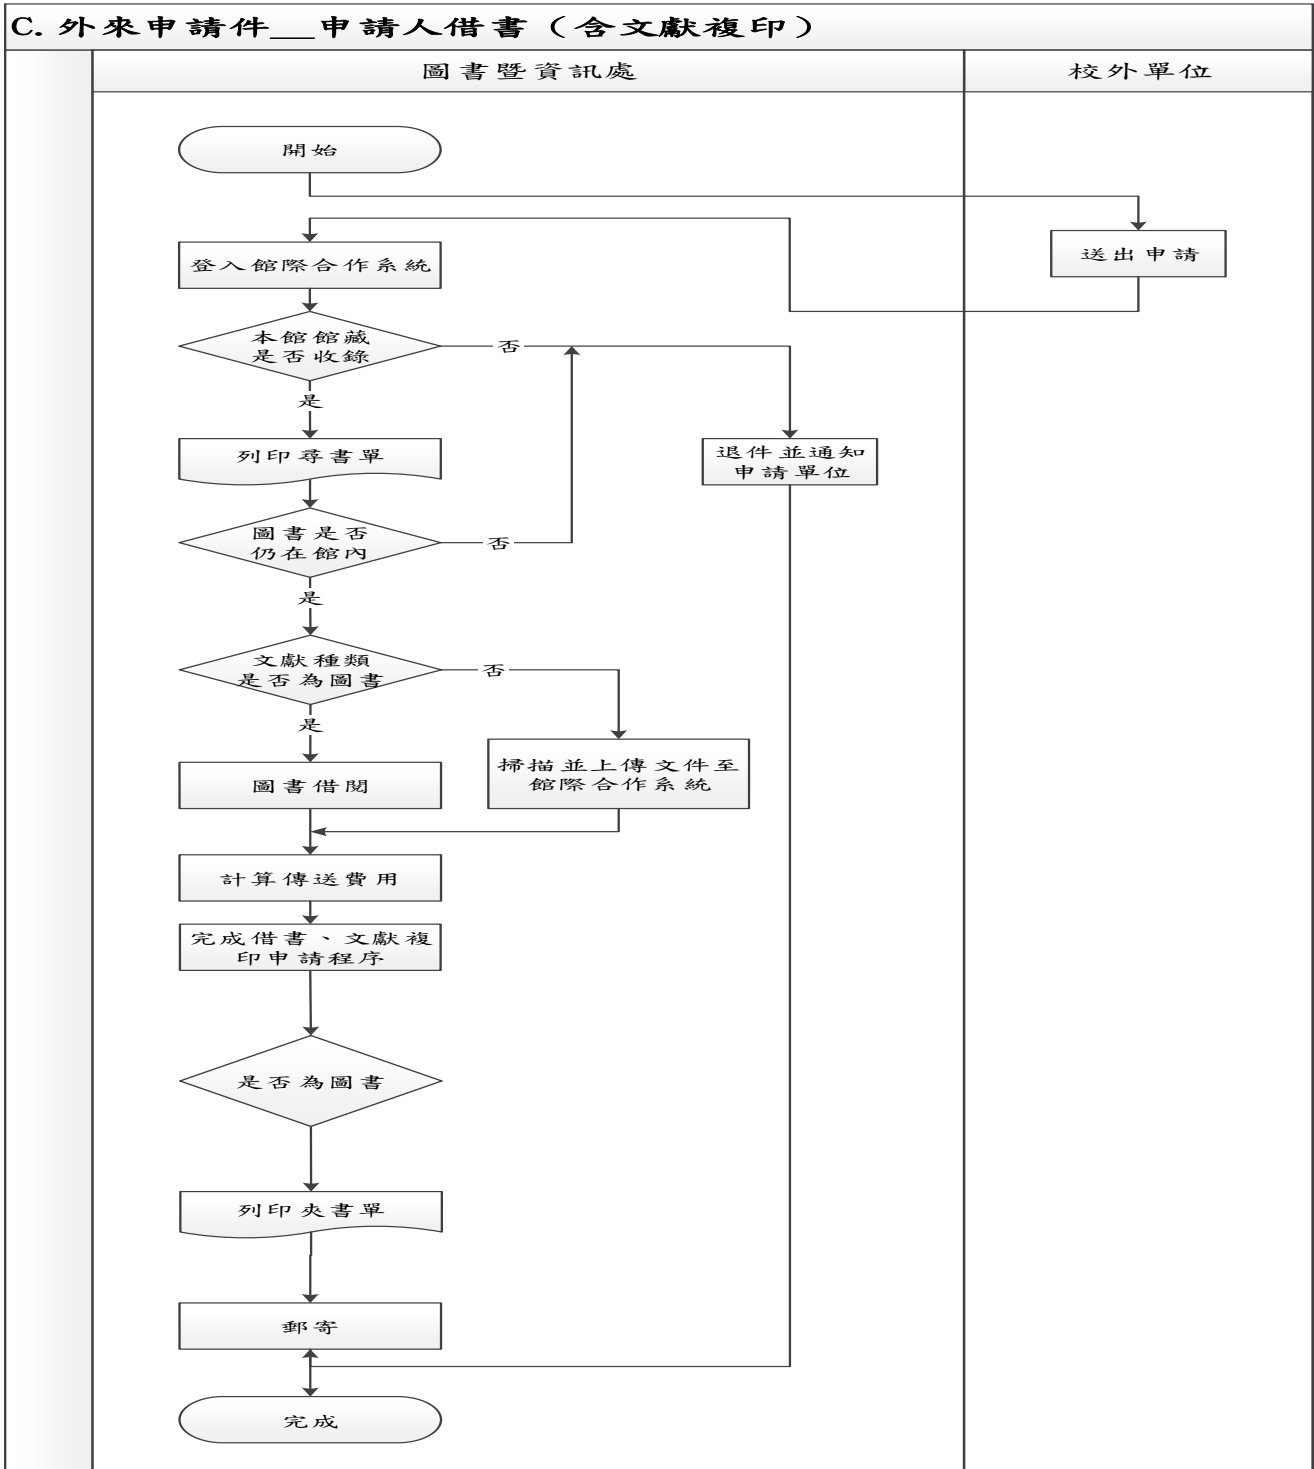 C. 外來申請件__申請人借書（含文獻複印）
圖書暨資訊處
校外單位
開始
送出申請
登入館際合作系統
本館館藏
是否收錄
否
是
列印尋書單
退件並通知
申請單位
圖書是否
仍在館內
否
是
文獻種類
是否為圖書
否
是
掃描並上傳文件至
館際合作系統
圖書借閱
計算傳送費用
完成借書、文獻複
印申請程序
是否為圖書
列印夾書單
郵寄
完成